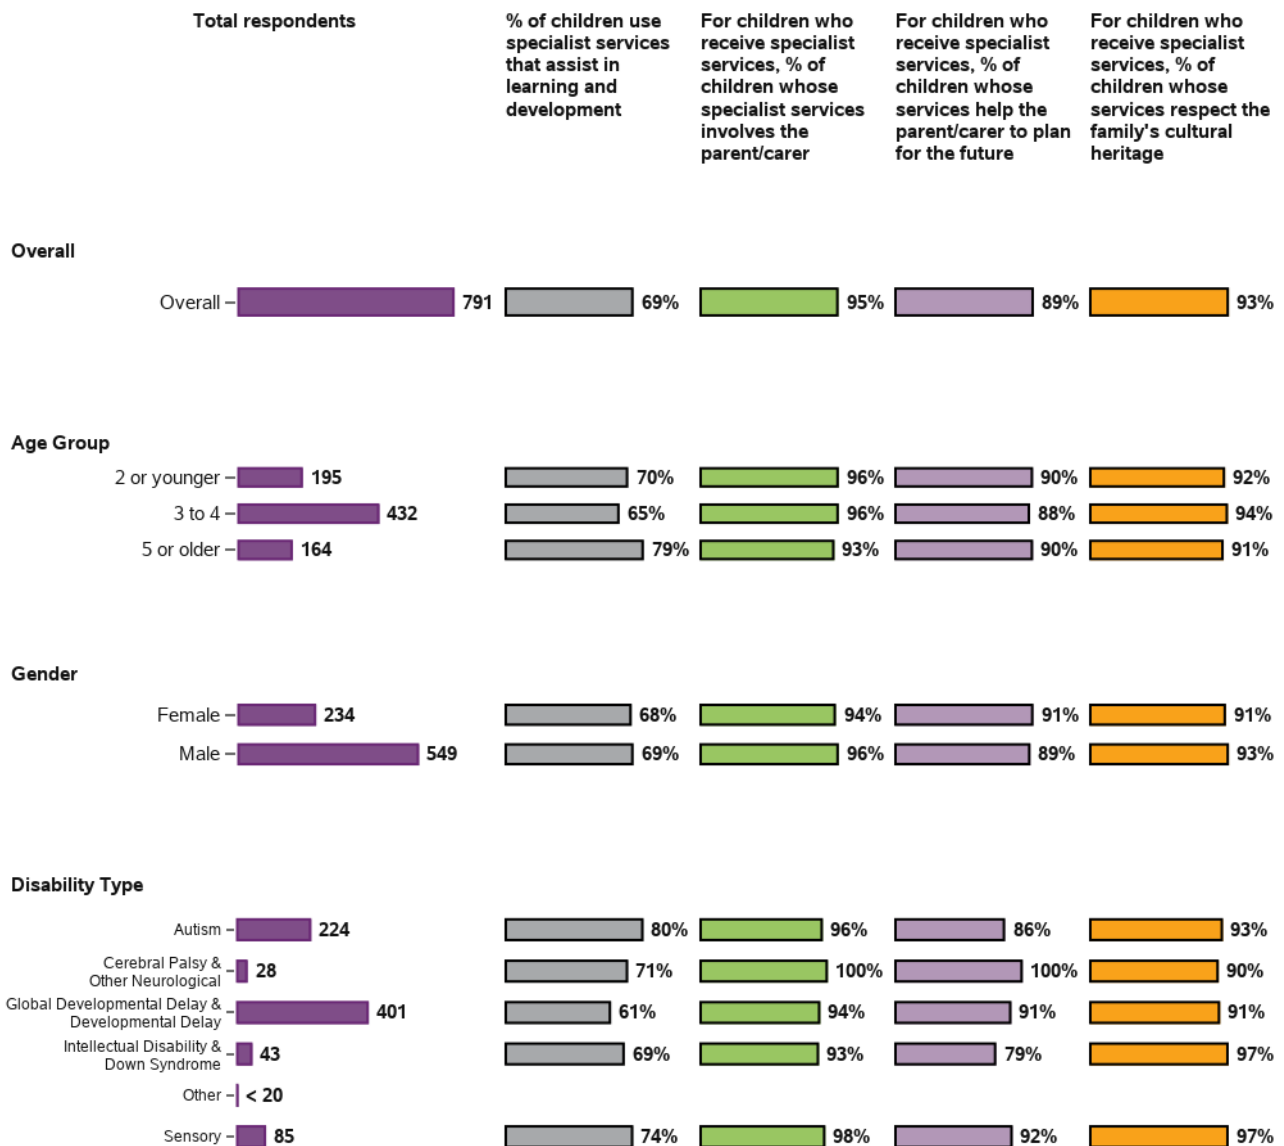 Total respondents
% of children use
specialist services
that assist in
learning and
development
For children who
receive specialist
services, % of
children whose
specialist services
involves the
parent/carer
For children who
receive specialist
services, % of
children whose
services help the
parent/carer to plan
for the future
For children who
receive specialist
services, % of
children whose
services respect the
family's cultural
heritage
Overall
Overall 791 69% 95% 89% 93%
Age Group
2 or younger 195 70% 96% 90% 92%
3 to 4 432 65% 96% 88% 94%
5 or older 164 79% 93% 90% 91%
Gender
Female 234 68% 94% 91% 91%
Male 549 69% 96% 89% 93%
Disability Type
Autism 224 80% 96% 86% 93%
Cerebral Palsy &
Other Neurological 28 71% 100% 100% 90%
Global Developmental Delay &
Developmental Delay 401 61% 94% 91% 91%
Intellectual Disability &
Down Syndrome 43 69% 93% 79% 97%
Other < 20
Sensory 85 74% 98% 92% 97%